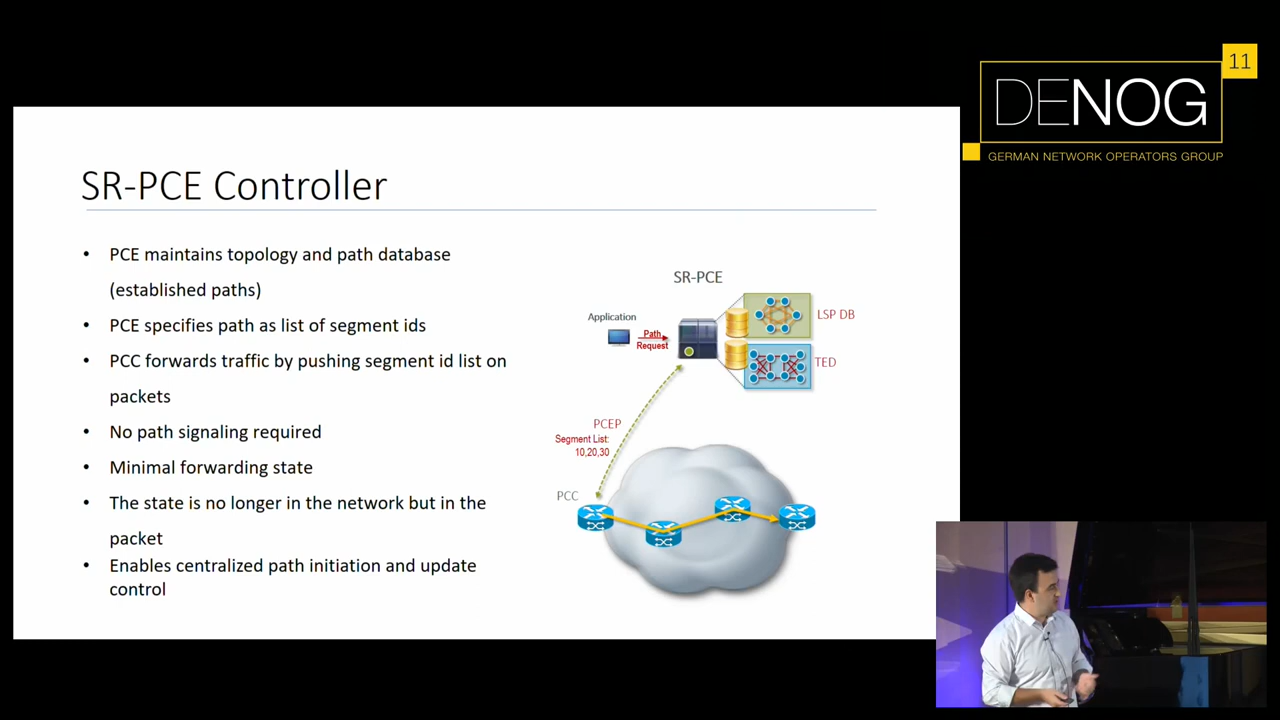 11
DENOG
GERMAN NETWORK OPERATORS GROUP
SR-PCE Controller
• PCE maintains topology and path database
(established paths)
• PCE specifies path as list of segment ids
• PCC forwards traffic by pushing segment id list on
packets
• No path signaling required
• Minimal forwarding state
• The state is no longer in the network but in the
packet
• Enables centralized path initiation and update
control
SR-PCE
Application
Path
Request
LSP DB
TED
PCEP
Segment List:
10,20,30
PCC